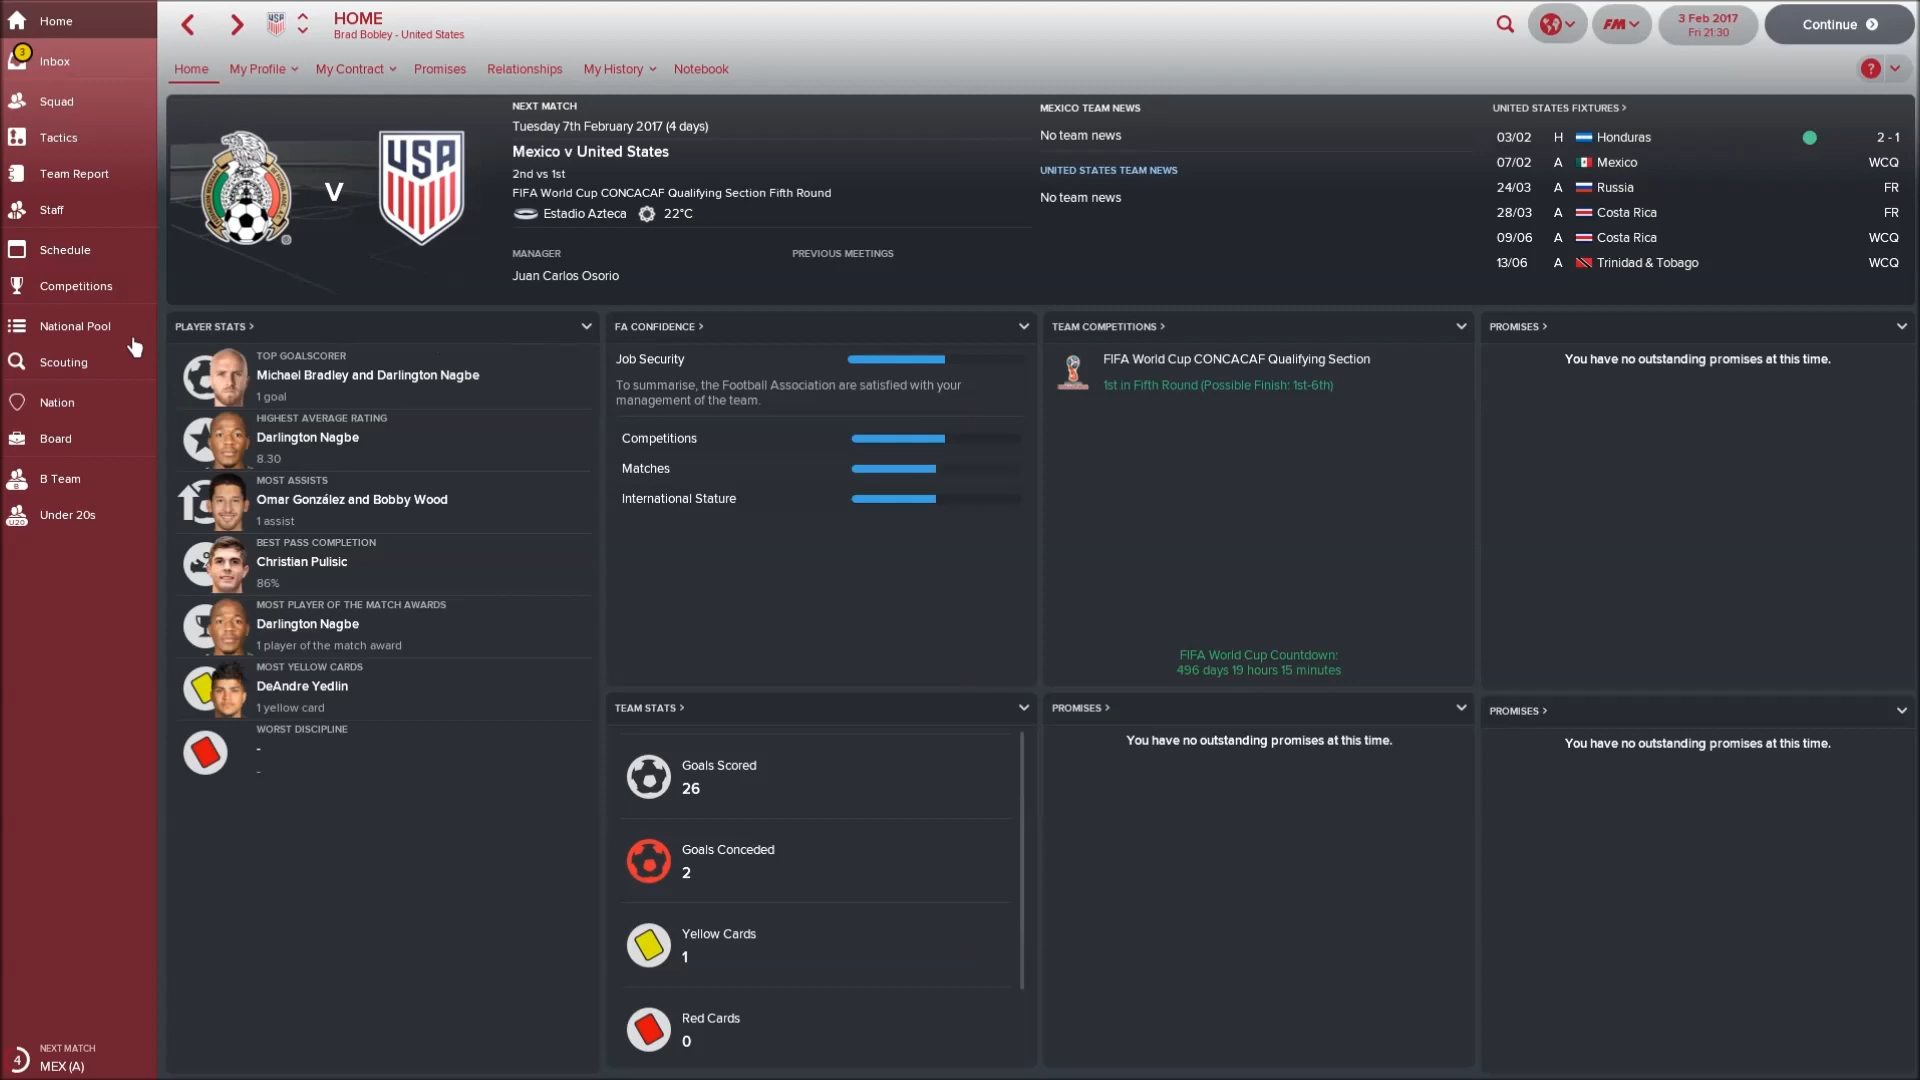 Home
3
Inbox
Squad
Tactics
Team Report
Staff
Schedule
Competitions
National Pool
Scouting
Nation
Board
B
B Team
U20
Under 20s
4
NEXT MATCH
MEX (A)
USA
HOME
Brad Bobley - United States
FM
3 Feb 2017
Fri 21:30
Continue
Home
My Profile
My Contract
Promises
Relationships
My History
Notebook
?
V
USA
NEXT MATCH
Tuesday 7th February 2017 (4 days)
Mexico v United States
2nd vs 1st
FIFA World Cup CONCACAF Qualifying Section Fifth Round
Estadio Azteca 22°C
MANAGER
Juan Carlos Osorio
PREVIOUS MEETINGS
MEXICO TEAM NEWS
No team news
UNITED STATES TEAM NEWS
No team news
UNITED STATES FIXTURES >
03/02 H Honduras 2 - 1
07/02 A Mexico WCQ
24/03 A Russia FR
28/03 A Costa Rica FR
09/06 A Costa Rica WCQ
13/06 A Trinidad & Tobago WCQ
PLAYER STATS >
TOP GOALSCORER
Michael Bradley and Darlington Nagbe
1 goal
HIGHEST AVERAGE RATING
Darlington Nagbe
8.30
MOST ASSISTS
Omar González and Bobby Wood
1 assist
BEST PASS COMPLETION
Christian Pulisic
86%
MOST PLAYER OF THE MATCH AWARDS
Darlington Nagbe
1 player of the match award
MOST YELLOW CARDS
DeAndre Yedlin
1 yellow card
WORST DISCIPLINE
-
-
FA CONFIDENCE >
Job Security
To summarise, the Football Association are satisfied with your
management of the team.
Competitions
Matches
International Stature
TEAM STATS >
Goals Scored
26
Goals Conceded
2
Yellow Cards
1
Red Cards
0
TEAM COMPETITIONS >
FIFA World Cup CONCACAF Qualifying Section
1st in Fifth Round (Possible Finish: 1st-6th)
FIFA World Cup Countdown:
496 days 19 hours 15 minutes
PROMISES >
You have no outstanding promises at this time.
PROMISES >
You have no outstanding promises at this time.
PROMISES >
You have no outstanding promises at this time.